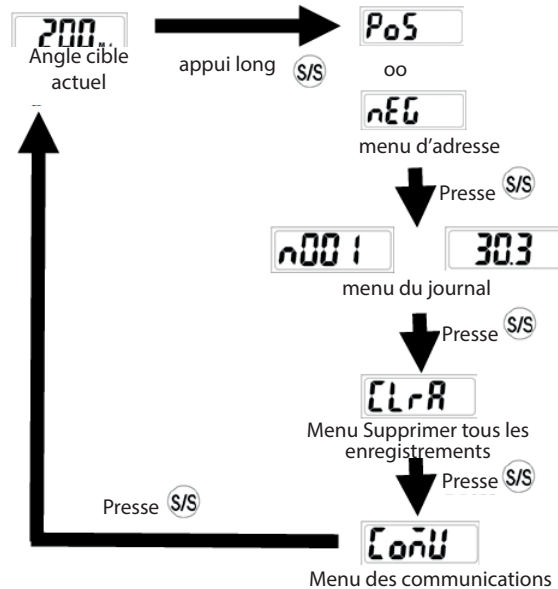 200
Angle cible
actuel
appui long S/S
PoS
oo
nEG
menu d'adresse
Presse S/S
n001 30.3
menu du journal
Presse S/S
CLrA
Menu Supprimer tous les
enregistrements
Presse S/S
Presse S/S
CoñU
Menu des communications